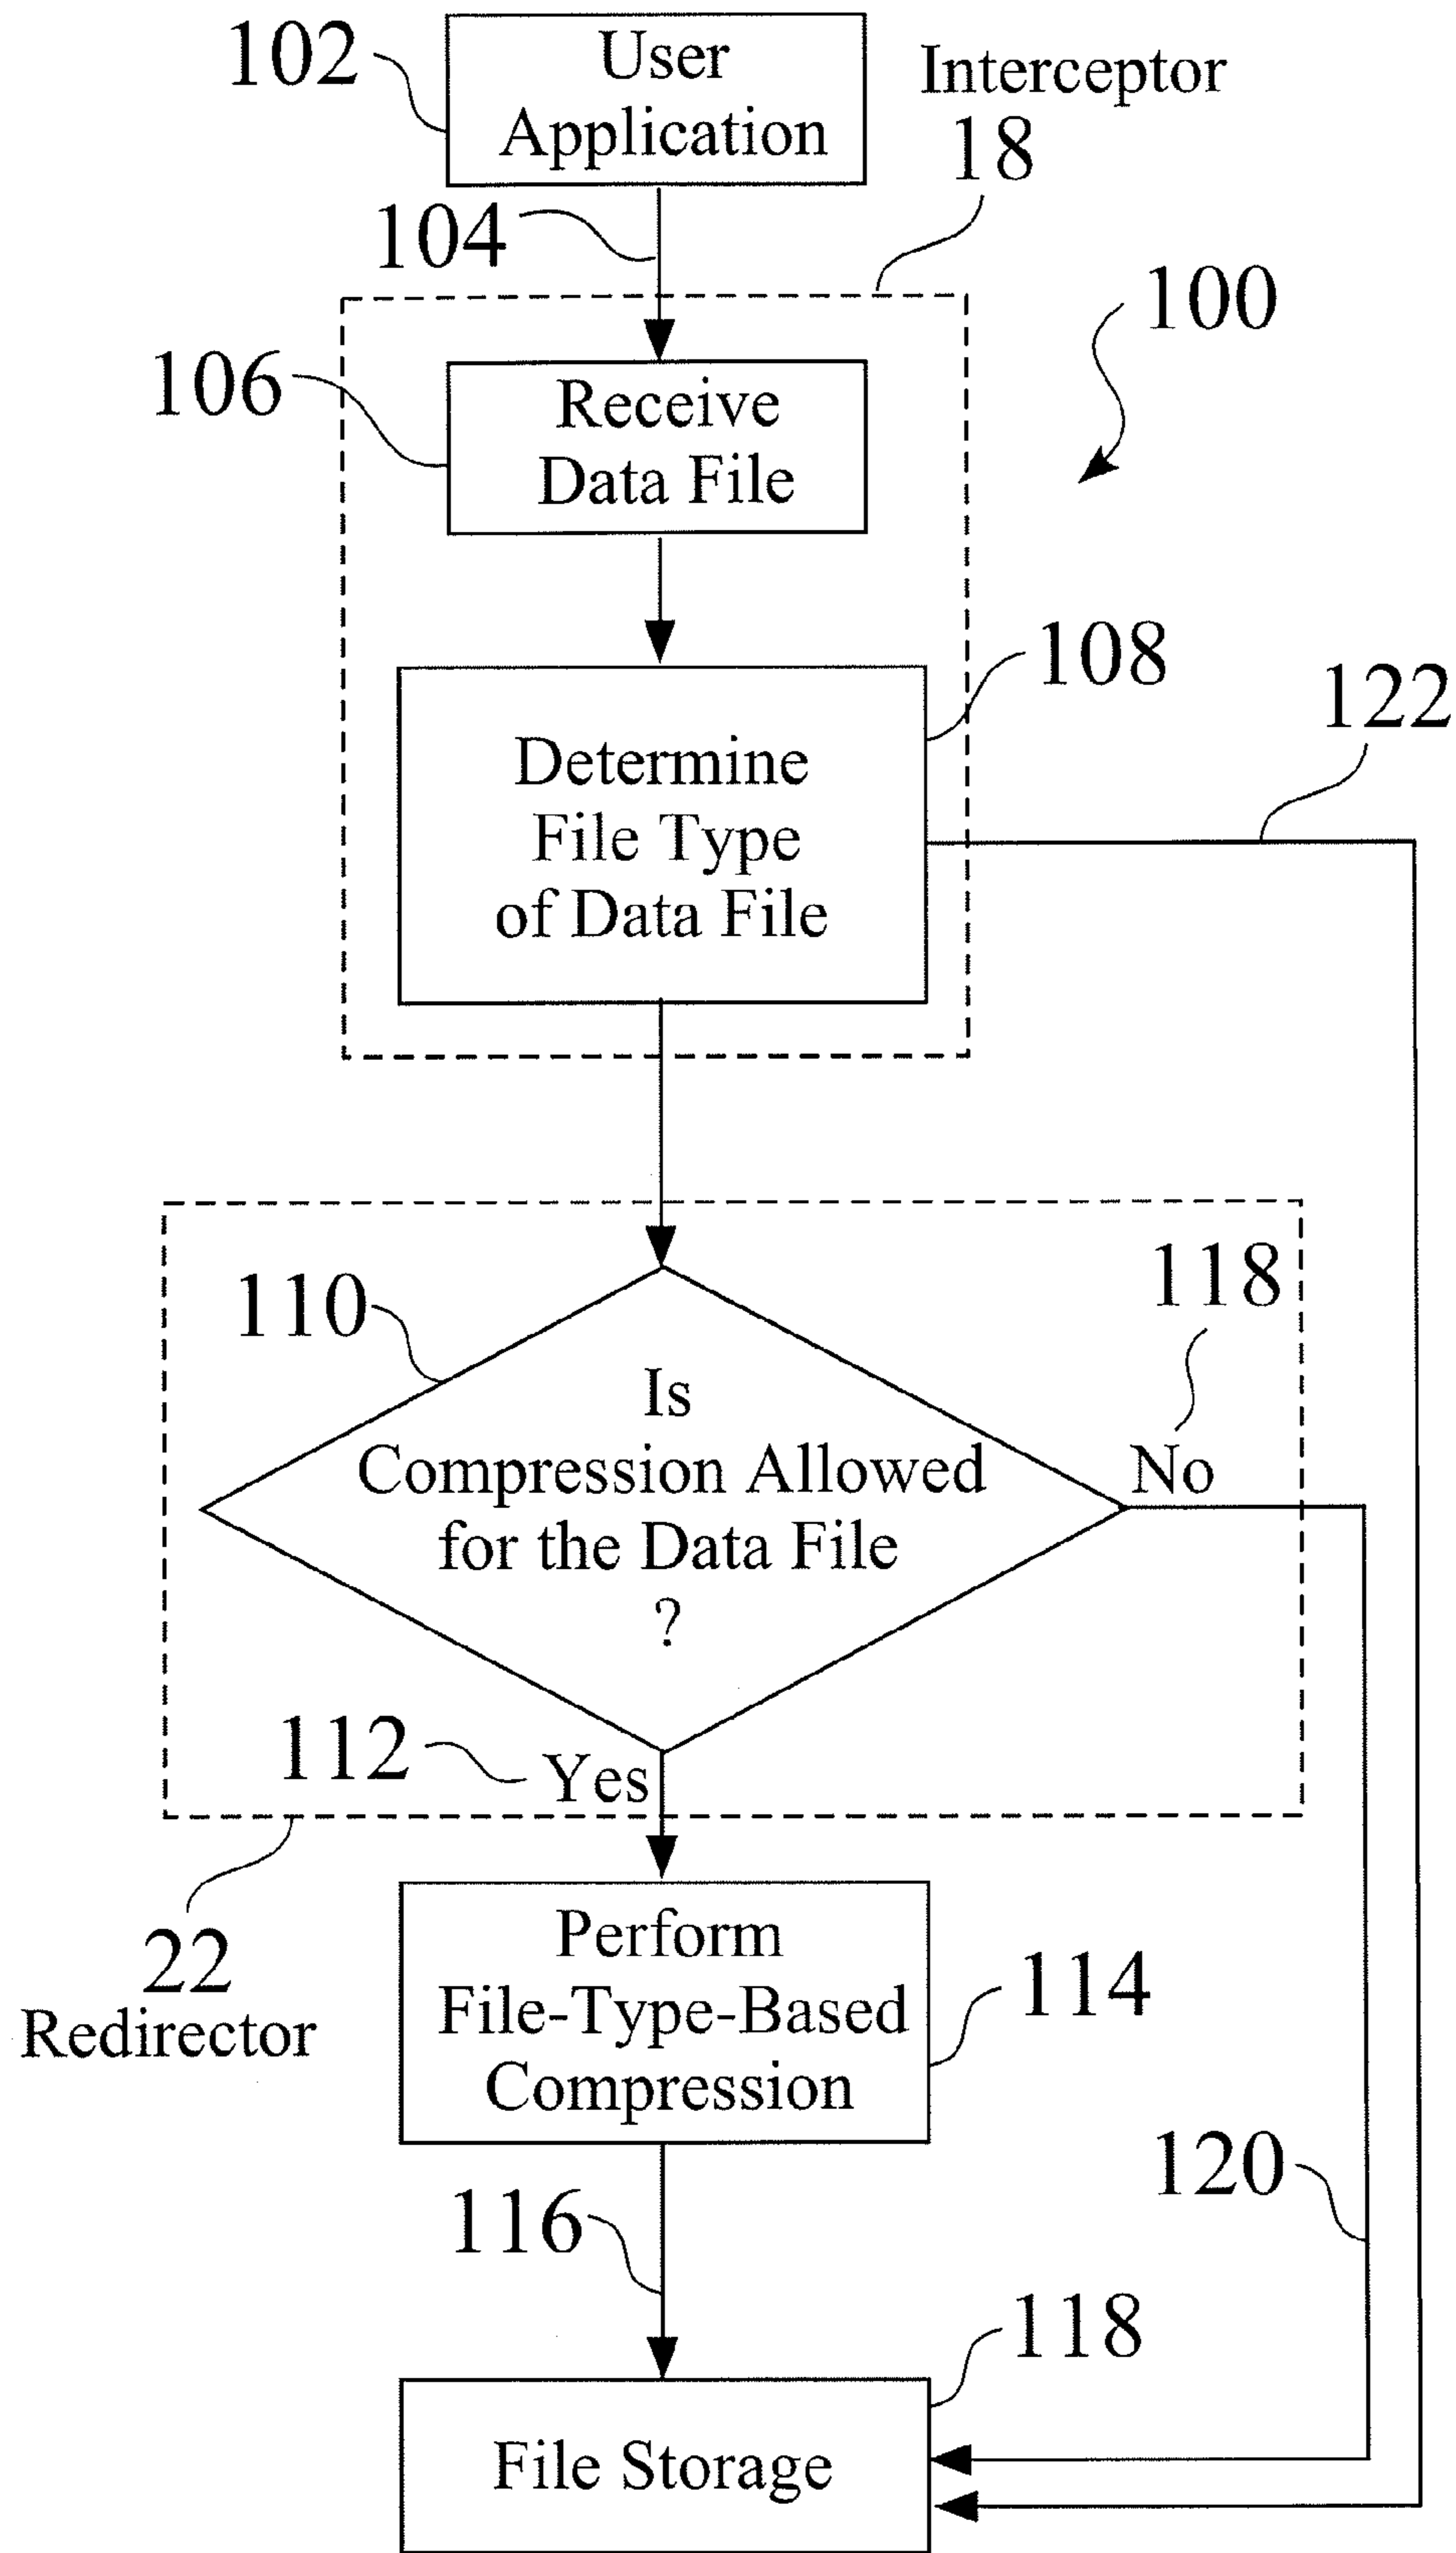 102
User
Application
Interceptor
18
104
100
106
Receive
Data File
108
122
Determine
File Type
of Data File
118
110
Is
Compression Allowed
for the Data File
?
No
112
Yes
22
Redirector
Perform
File-Type-Based
Compression
114
120
116
118
File Storage